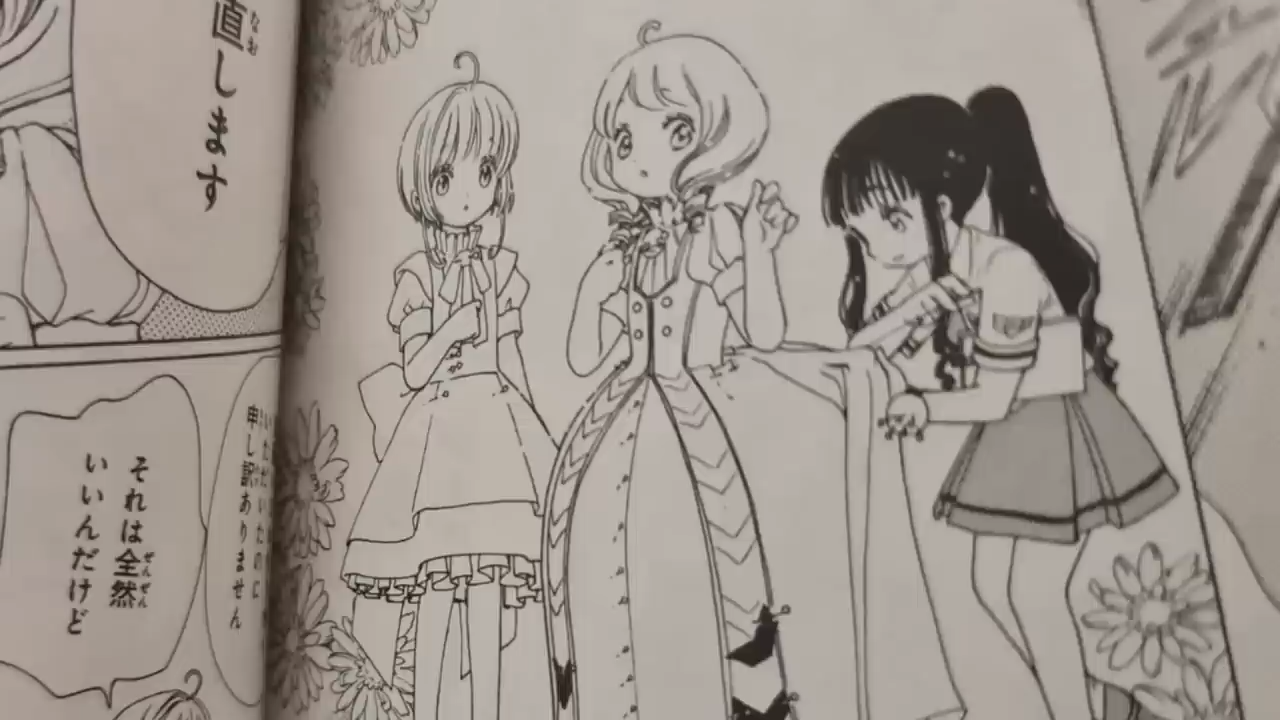 直します
いただいたのに
申し訳ありません
それは全然
いいんだけど